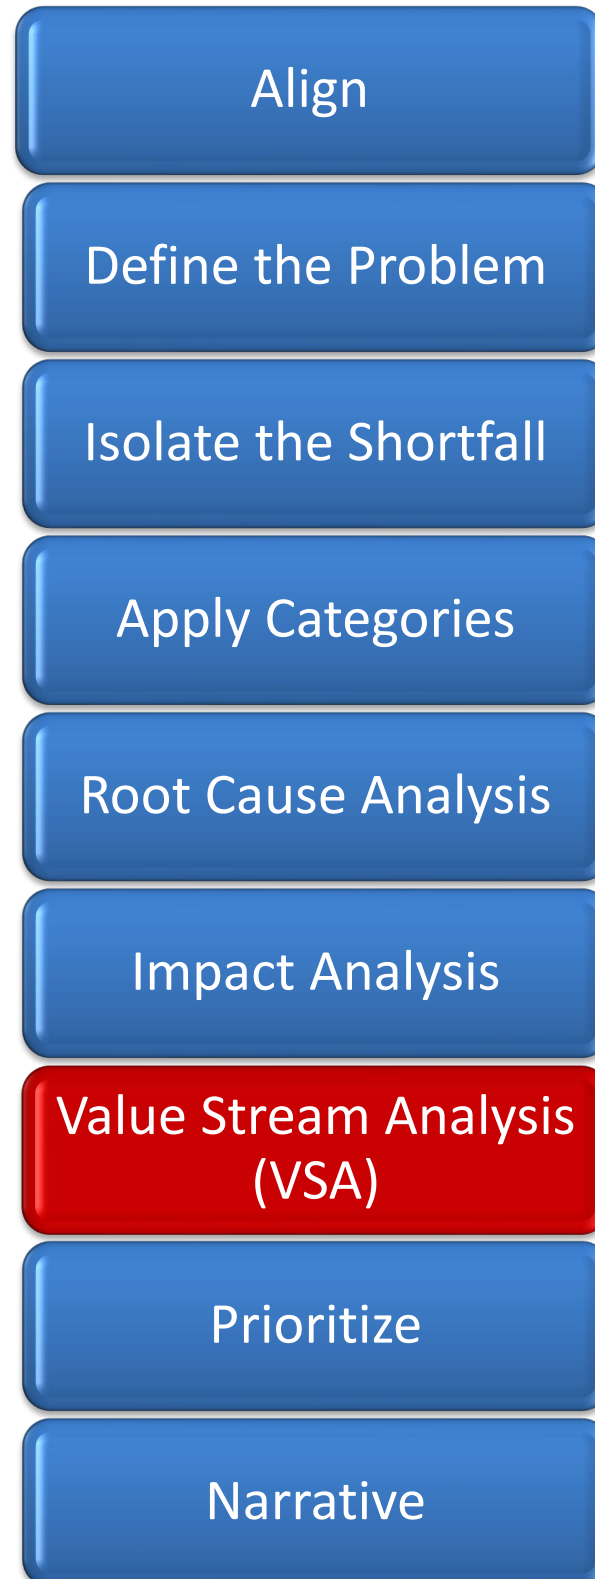 Align
Define the Problem
Isolate the Shortfall
Apply Categories
Root Cause Analysis
Impact Analysis
Value Stream Analysis
(VSA)
Prioritize
Narrative